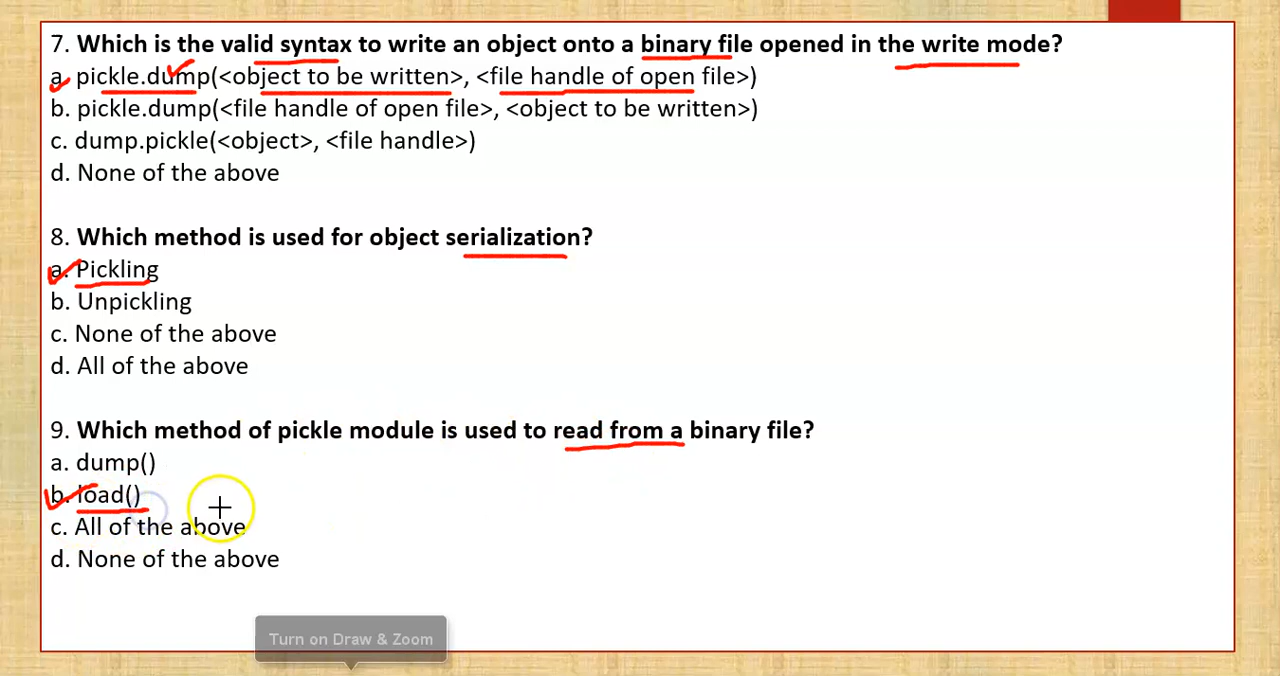 7. Which is the valid syntax to write an object onto a binary file opened in the write mode?
a. pickle.dump(<object to be written>, <file handle of open file>)
b. pickle.dump(<file handle of open file>, <object to be written>)
c. dump.pickle(<object>, <file handle>)
d. None of the above
8. Which method is used for object serialization?
a. Pickling
b. Unpickling
c. None of the above
d. All of the above
9. Which method of pickle module is used to read from a binary file?
a. dump()
b. load()
c. All of the above
d. None of the above
Turn on Draw & Zoom